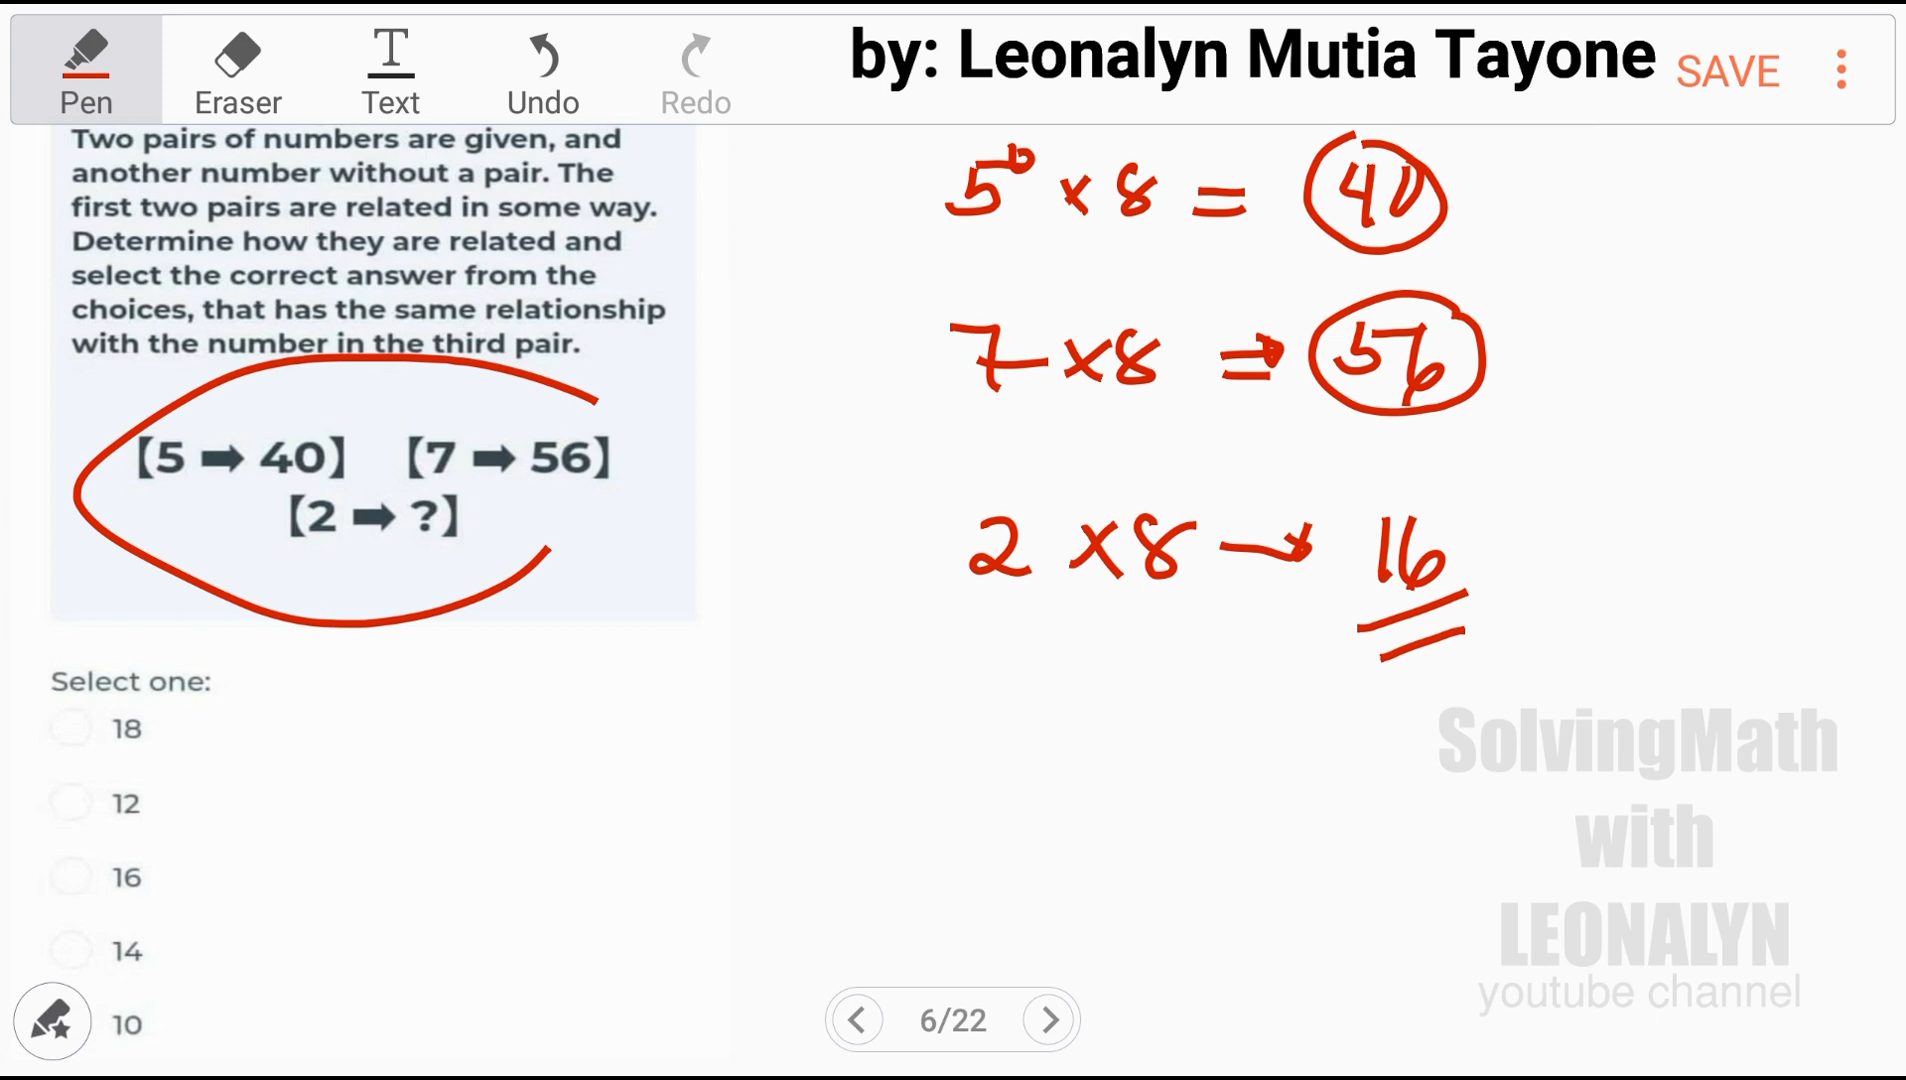 Pen
Eraser
Text
Undo
Redo
by: Leonalyn Mutia Tayone
SAVE
Two pairs of numbers are given, and
another number without a pair. The
first two pairs are related in some way.
Determine how they are related and
select the correct answer from the
choices, that has the same relationship
with the number in the third pair.
【5 ➡ 40】 【7 ➡ 56】
【2 ➡ ?】
Select one:
18
12
16
14
10
5 × 8 = 40
7 × 8 = 56
2 × 8 → 16
6/22
SolvingMath
with
LEONALYN
youtube channel